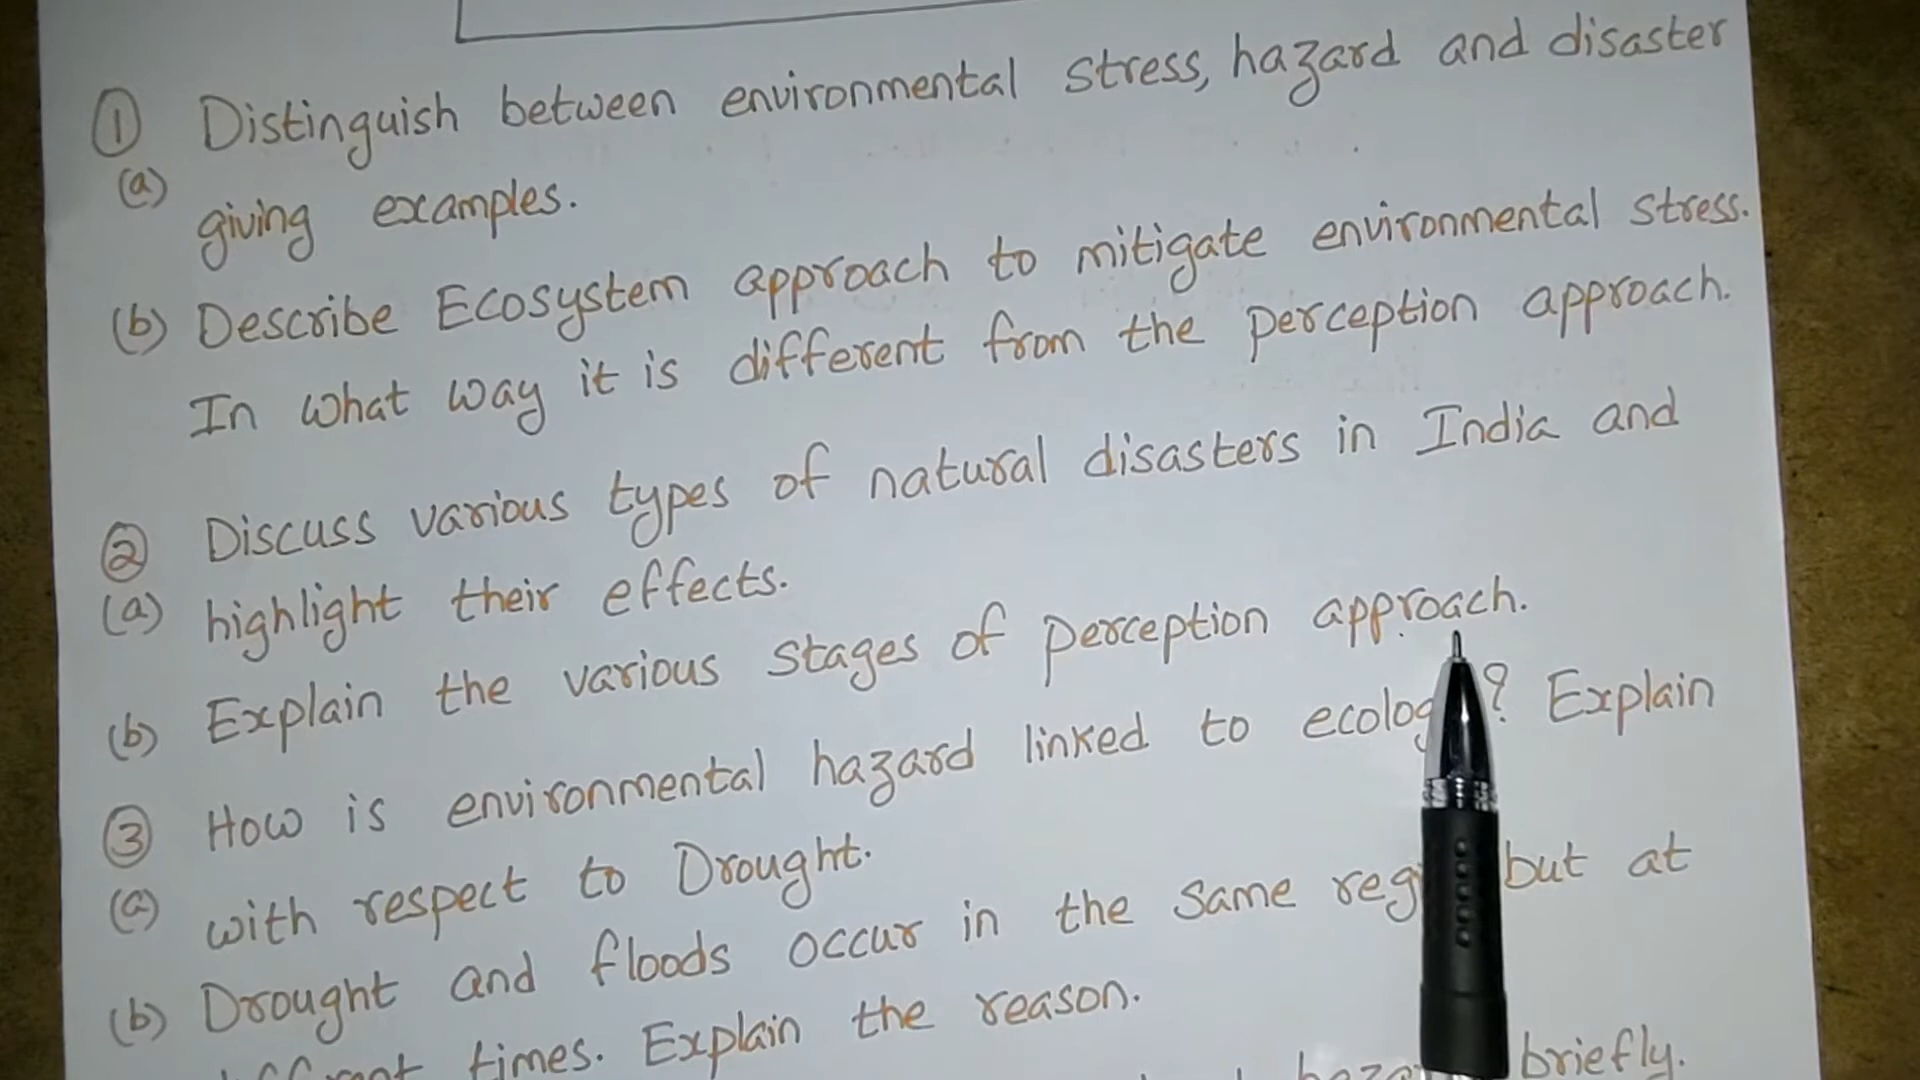 ① Distinguish between environmental stress, hazard and disaster
(a) giving examples.
(b) Describe Ecosystem approach to mitigate environmental stress.
In what way it is different from the perception approach.
② Discuss various types of natural disasters in India and
(a) highlight their effects.
(b) Explain the various stages of perception approach.
③ How is environmental hazard linked to ecolog? Explain
(a) with respect to Drought.
(b) Drought and floods occur in the same reg but at
times. Explain the reason.
briefly.